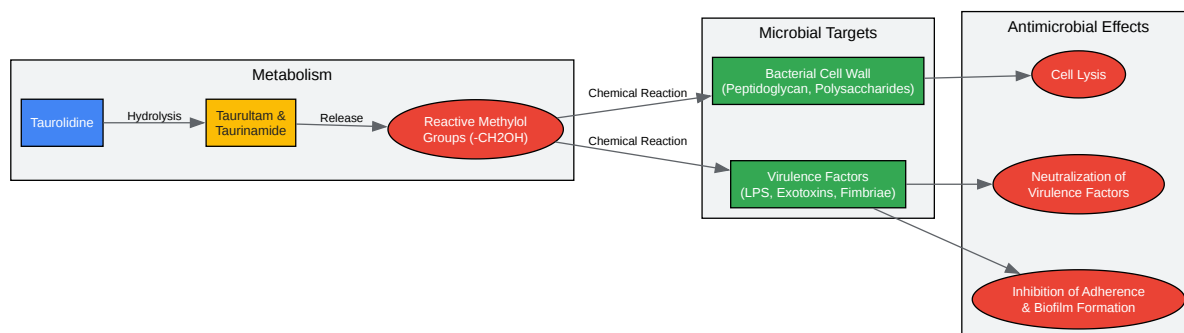 Metabolism
Taurolidine
Hydrolysis
Taurultam &
Taurinamide
Release
Reactive Methylol
Groups (-CH2OH)
Chemical Reaction
Chemical Reaction
Microbial Targets
Bacterial Cell Wall
(Peptidoglycan, Polysaccharides)
Virulence Factors
(LPS, Exotoxins, Fimbriae)
Antimicrobial Effects
Cell Lysis
Neutralization of
Virulence Factors
Inhibition of Adherence
& Biofilm Formation